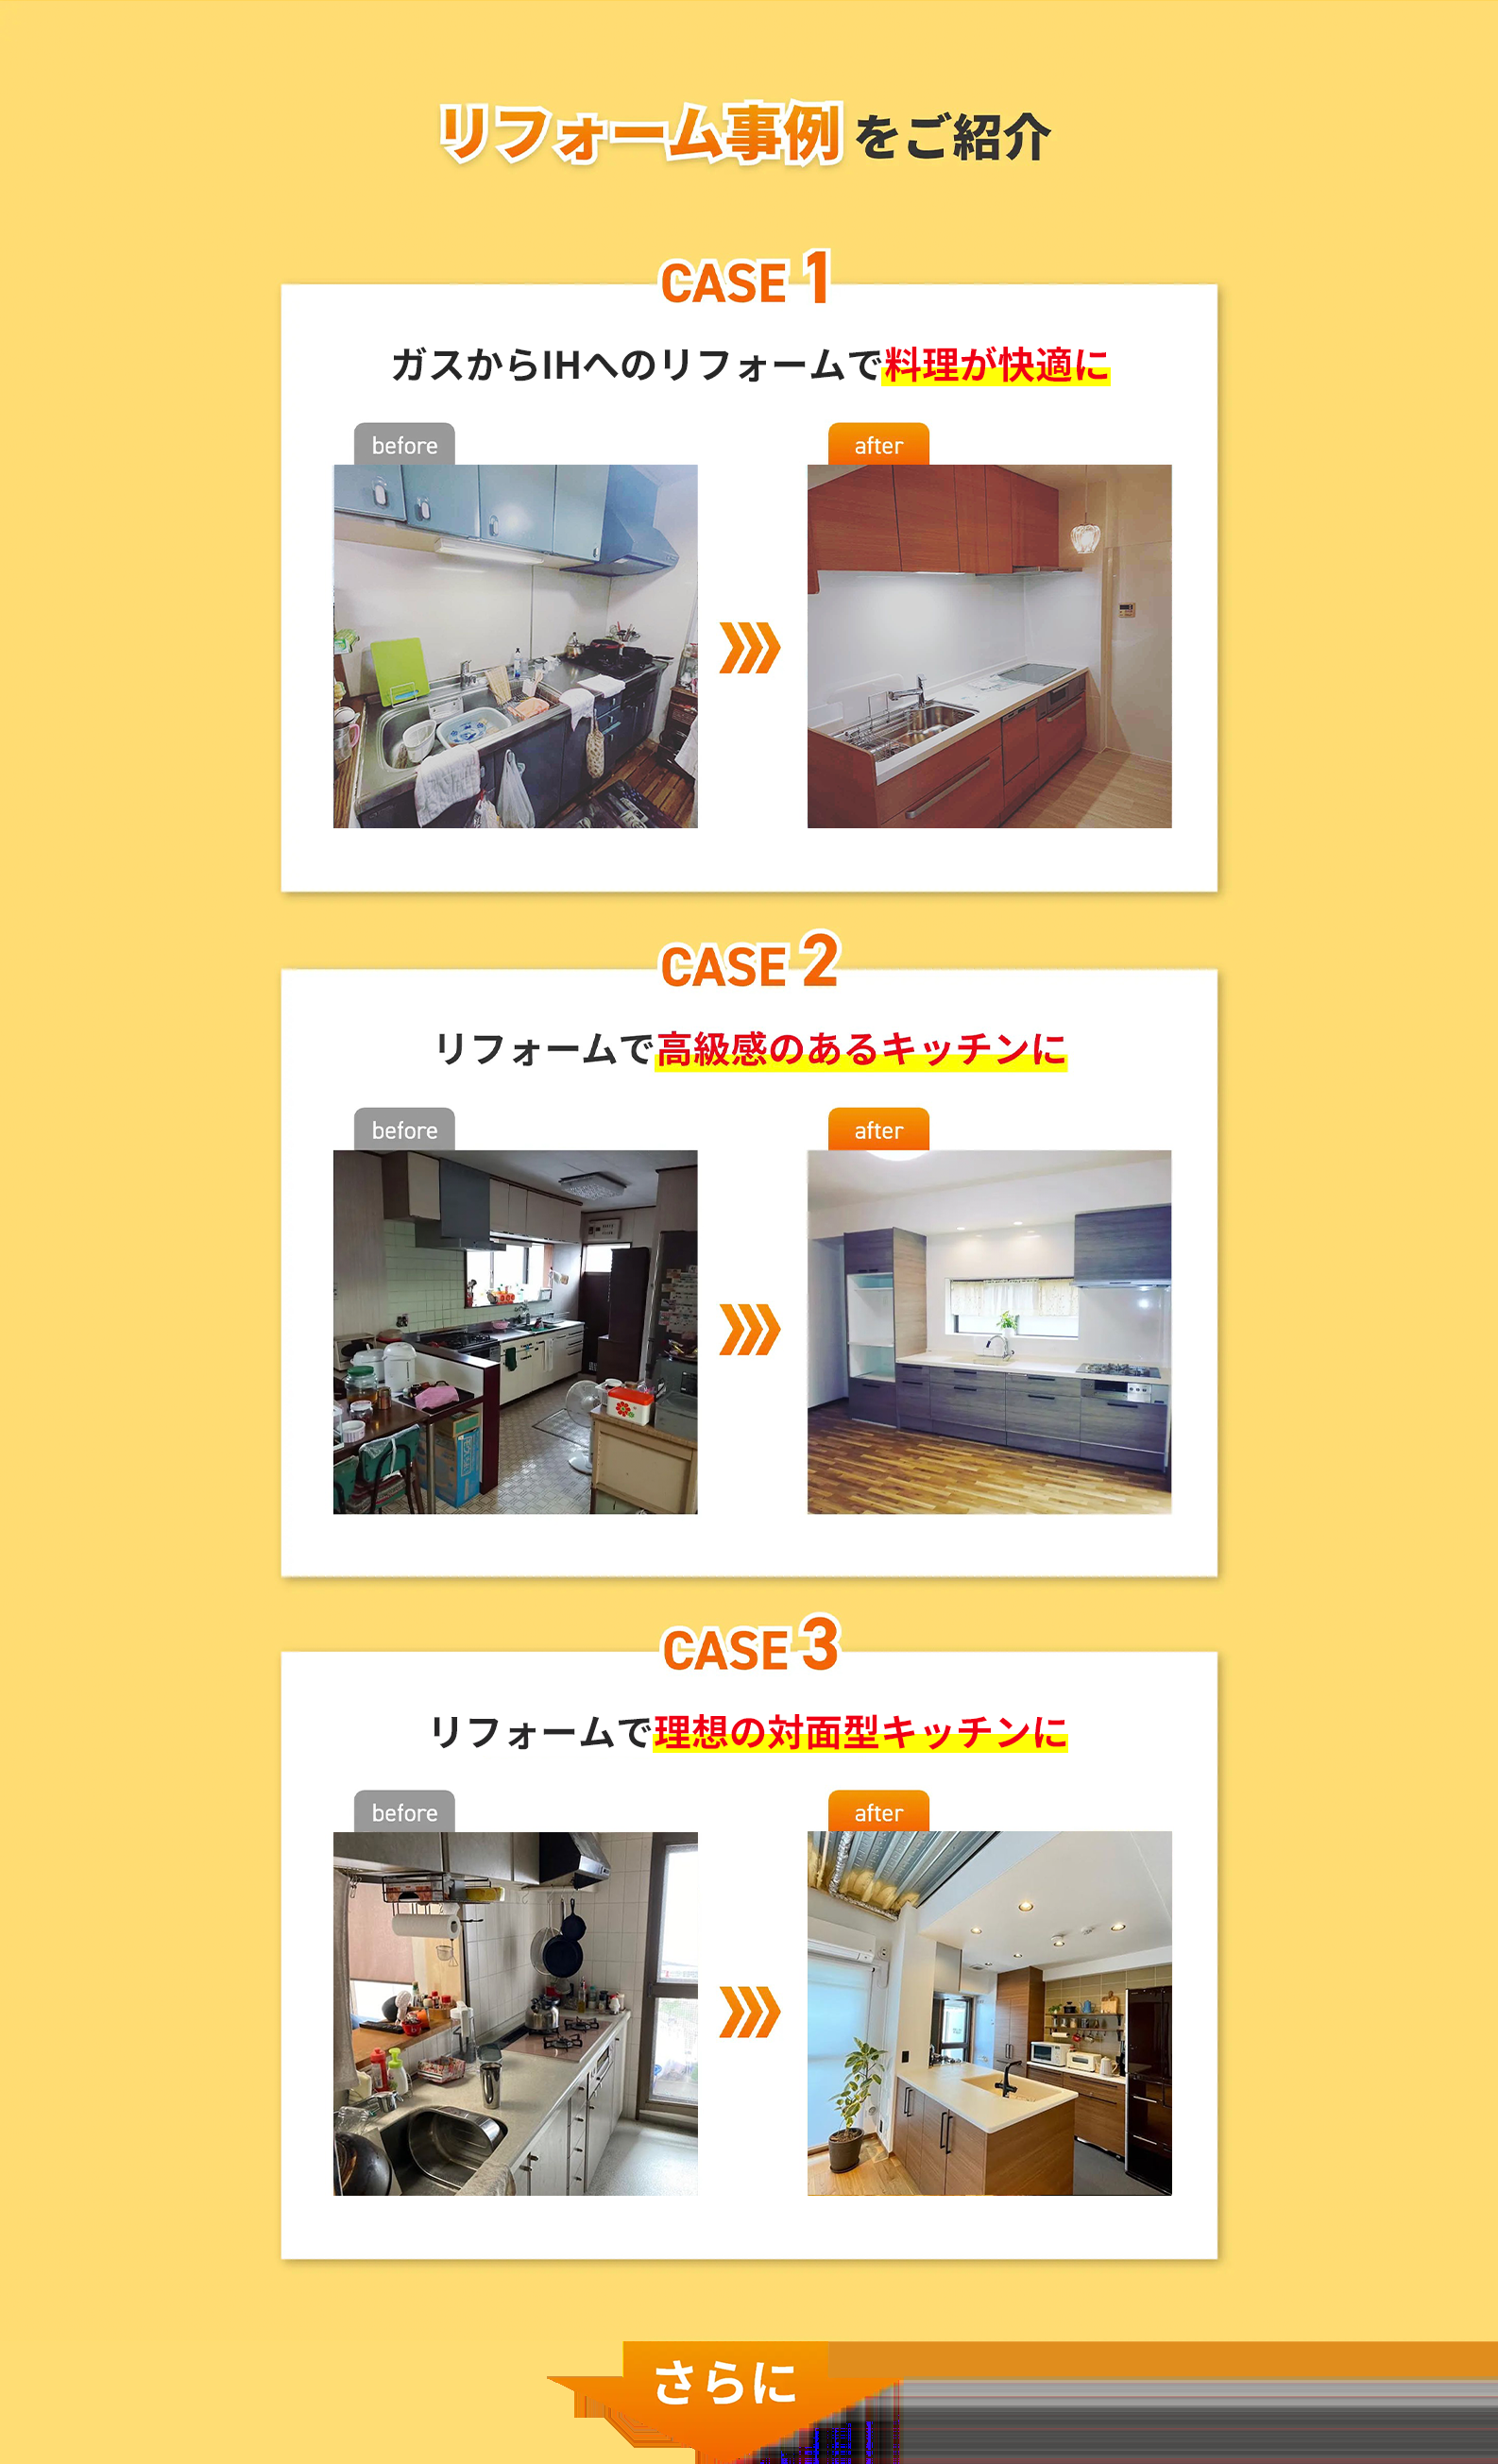 リフォーム事例をご紹介
CASE 1
ガスからIHへのリフォームで料理が快適に
before
after
CASE 2
リフォームで高級感のあるキッチンに
before
after
CASE 3
リフォームで理想の対面型キッチンに
before
after
さらに